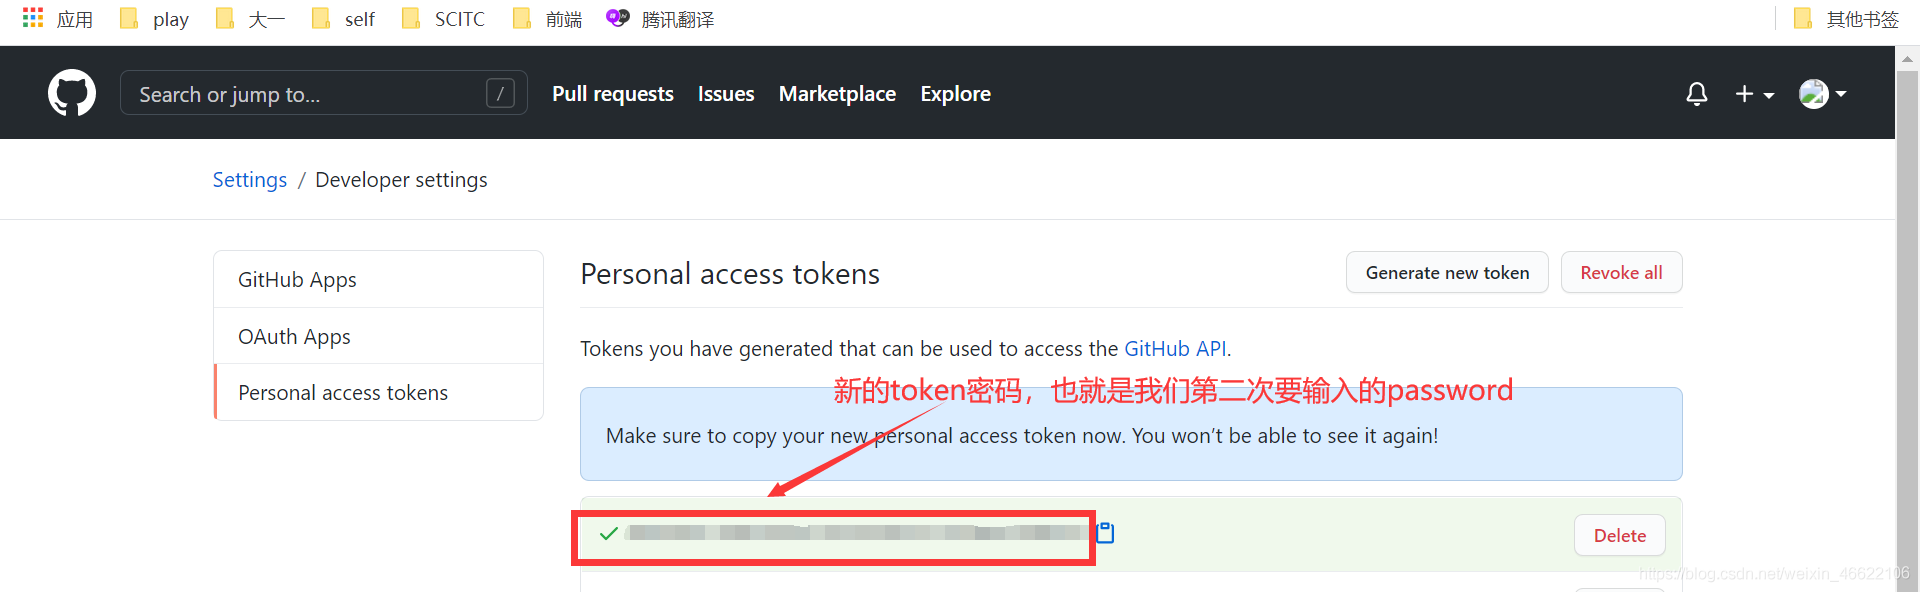 应用 play 大一 self SCITC 前端 腾讯翻译 其他书签
Search or jump to... / Pull requests Issues Marketplace Explore
Settings / Developer settings
GitHub Apps
OAuth Apps
Personal access tokens
Personal access tokens Generate new token Revoke all
Tokens you have generated that can be used to access the GitHub API.
新的token密码，也就是我们第二次要输入的password
Make sure to copy your new personal access token now. You won’t be able to see it again!
Delete
https://blog.csdn.net/weixin_46622106